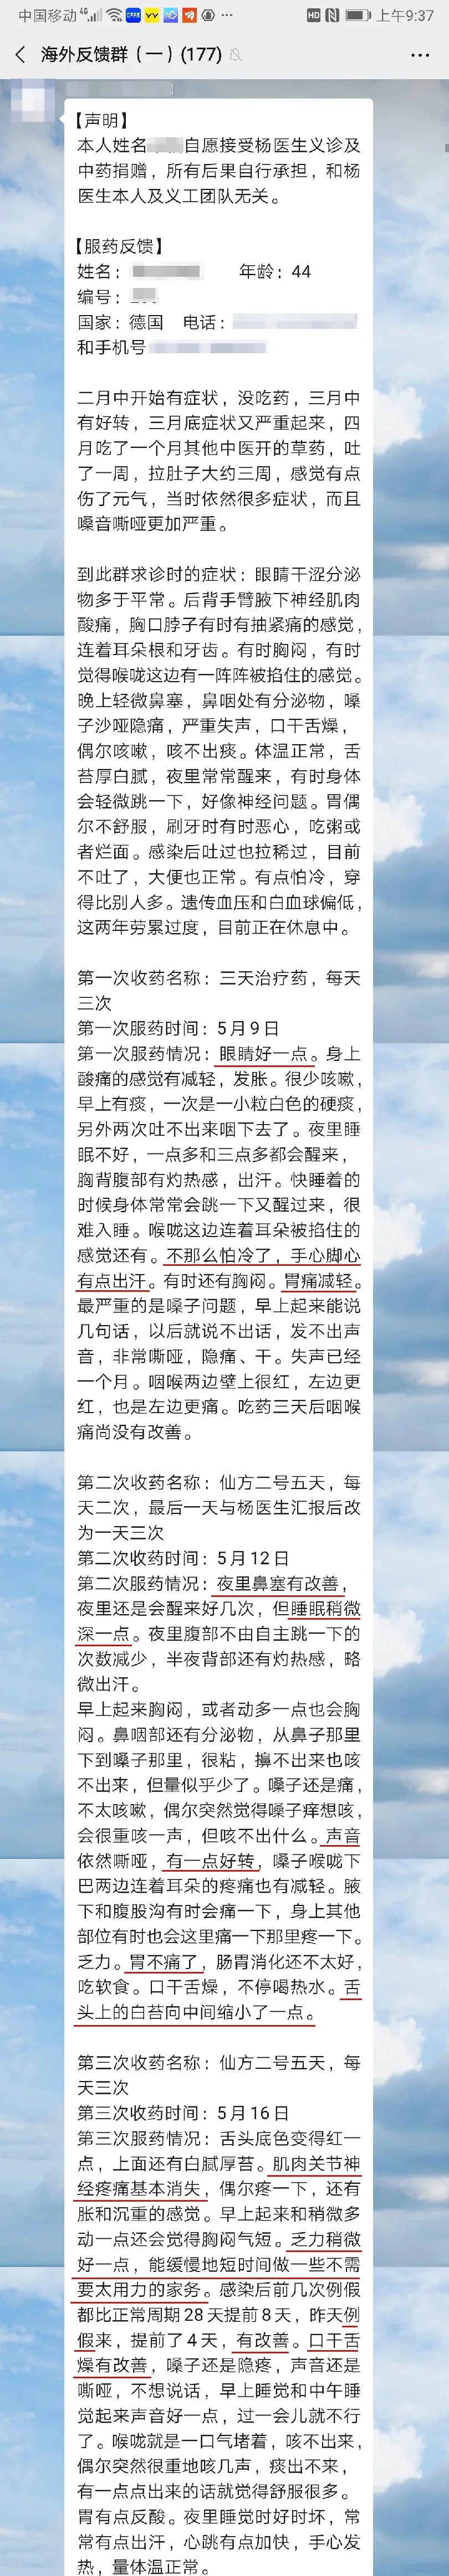 中国移动 4G HD 上午9:37
海外反馈群（一）(177)
【声明】
本人姓名 自愿接受杨医生义诊及
中药捐赠，所有后果自行承担，和杨
医生本人及义工团队无关。
【服药反馈】
姓名： 年龄：44
编号：
国家：德国 电话：
和手机号
二月中开始有症状，没吃药，三月中
有好转，三月底症状又严重起来，四
月吃了一个月其他中医开的草药，吐
了一周，拉肚子大约三周，感觉有点
伤了元气，当时依然很多症状，而且
嗓音嘶哑更加严重。
到此群求诊时的症状：眼睛干涩分泌
物多于平常。后背手臂腋下神经肌肉
酸痛，胸口脖子有时有抽紧痛的感觉，
连着耳朵根和牙齿。有时胸闷，有时
觉得喉咙这边有一阵阵被掐住的感觉。
晚上轻微鼻塞，鼻咽处有分泌物，嗓
子沙哑隐痛，严重失声，口干舌燥，
偶尔咳嗽，咳不出痰。体温正常，舌
苔厚白腻，夜里常常醒来，有时身体
会轻微跳一下，好像神经问题。胃偶
尔不舒服，刷牙时有时恶心，吃粥或
者烂面。感染后吐过也拉稀过，目前
不吐了，大便也正常。有点怕冷，穿
得比别人多。遗传血压和白血球偏低，
这两年劳累过度，目前正在休息中。
第一次收药名称：三天治疗药，每天
三次
第一次服药时间：5月9日
第一次服药情况：眼睛好一点。身上
酸痛的感觉有减轻，发胀。很少咳嗽，
早上有痰，一次是一小粒白色的硬痰，
另外两次吐不出来咽下去了。夜里睡
眠不好，一点多和三点多都会醒来，
胸背腹部有灼热感，出汗。快睡着的
时候身体常常会跳一下又醒过来，很
难入睡。喉咙这边连着耳朵被掐住的
感觉还有。不那么怕冷了，手心脚心
有点出汗。有时还有胸闷。胃痛减轻。
最严重的是嗓子问题，早上起来能说
几句话，以后就说不出话，发不出声
音，非常嘶哑，隐痛、干。失声已经
一个月。咽喉两边壁上很红，左边更
红，也是左边更痛。吃药三天后咽喉
痛尚没有改善。
第二次收药名称：仙方二号五天，每
天二次，最后一天与杨医生汇报后改
为一天三次
第二次收药时间：5月12日
第二次服药情况：夜里鼻塞有改善，
夜里还是会醒来好几次，但睡眠稍微
深一点。夜里腹部不由自主跳一下的
次数减少，半夜背部还有灼热感，略
微出汗。
早上起来胸闷，或者动多一点也会胸
闷。鼻咽部还有分泌物，从鼻子那里
下到嗓子那里，很粘，擤不出来也咳
不出来，但量似乎少了。嗓子还是痛，
不太咳嗽，偶尔突然觉得嗓子痒想咳，
会很重咳一声，但咳不出什么。声音
依然嘶哑，有一点好转，嗓子喉咙下
巴两边连着耳朵的疼痛也有减轻。腋
下和腹股沟有时会痛一下，身上其他
部位有时也会这里痛一下那里疼一下。
乏力。胃不痛了，肠胃消化还不太好，
吃软食。口干舌燥，不停喝热水。舌
头上的白苔向中间缩小了一点。
第三次收药名称：仙方二号五天，每
天三次
第三次收药时间：5月16日
第三次服药情况：舌头底色变得红一
点，上面还有白腻厚苔。肌肉关节神
经疼痛基本消失，偶尔疼一下，还有
胀和沉重的感觉。早上起来和稍微多
动一点还会觉得胸闷气短。乏力稍微
好一点，能缓慢地短时间做一些不需
要太用力的家务。感染后前几次例假
都比正常周期28天提前8天，昨天例
假来，提前了4天，有改善。口干舌
燥有改善，嗓子还是隐疼，声音还是
嘶哑，不想说话，早上睡觉和中午睡
觉起来声音好一点，过一会儿就不行
了。喉咙就是一口气堵着，咳不出来，
偶尔突然很重地咳几声，痰出不来，
有一点点出来的话就觉得舒服很多。
胃有点反酸。夜里睡觉时好时坏，常
常有点出汗，心跳有点加快，手心发
热，量体温正常。